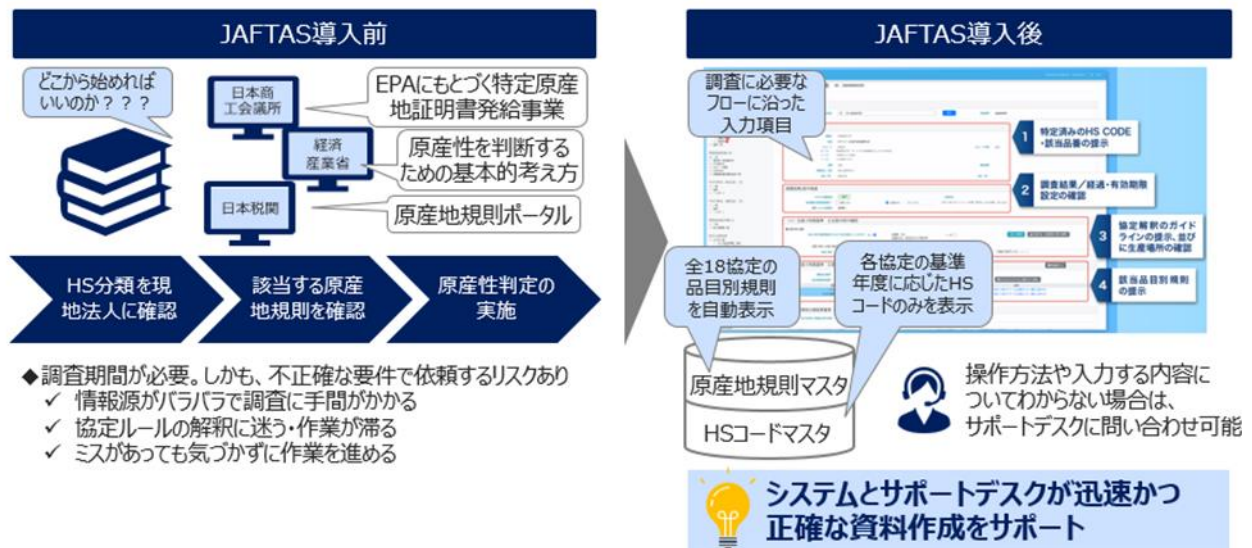 JAFTAS導入前
どこから始めれば
いいのか？？？
日本商
工会議所
EPAにもとづく特定原産
地証明書発給事業
経済
産業省
原産性を判断する
ための基本的考え方
日本税関
原産地規則ポータル
HS分類を現
地法人に確認
該当する原産
地規則を確認
原産性判定の
実施
◆調査期間が必要。しかも、不正確な要件で依頼するリスクあり
✓ 情報源がバラバラで調査に手間がかかる
✓ 協定ルールの解釈に迷う・作業が滞る
✓ ミスがあっても気づかずに作業を進める
JAFTAS導入後
調査に必要な
フローに沿った
入力項目
1
特定済みのHS CODE
・該当品番の提示
2
調査結果／経過・有効期限
設定の確認
3
協定解釈のガイド
ラインの提示、並び
に生産場所の確認
4
該当品目別規則
の提示
全18協定の
品目別規則
を自動表示
各協定の基準
年度に応じたHS
コードのみを表示
原産地規則マスタ
HSコードマスタ
操作方法や入力する内容に
ついてわからない場合は、
サポートデスクに問い合わせ可能
システムとサポートデスクが迅速かつ
正確な資料作成をサポート